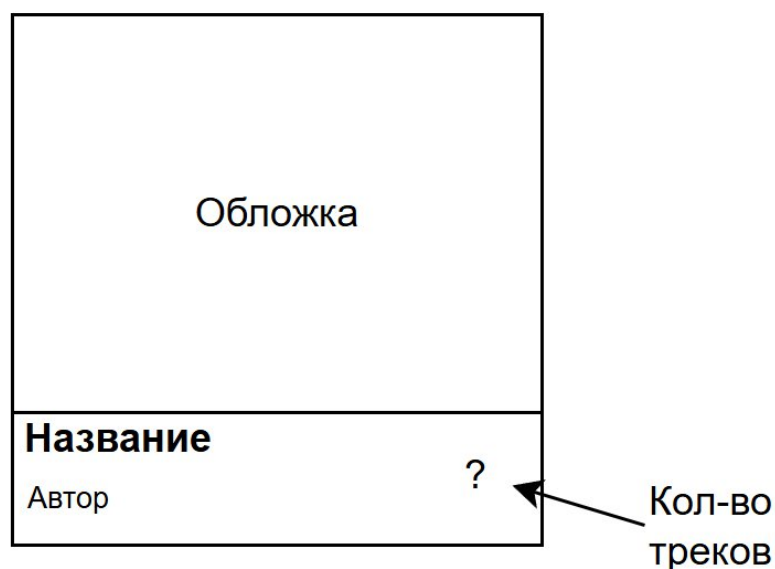 Обложка
Название
Автор
?
Кол-во
треков